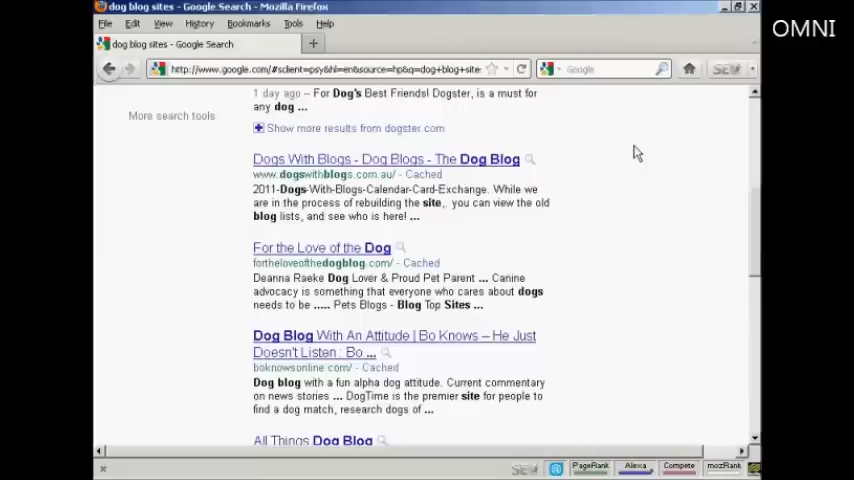 dog blog sites - Google Search - Mozilla Firefox
OMNI
File Edit View History Bookmarks Tools Help
dog blog sites - Google Search
http://www.google.com/#sclient=psy&hl=en&source=hp&q=dog+blog+site:
Google
1 day ago – For Dog's Best Friends! Dogster, is a must for
any dog ...
More search tools
Show more results from dogster.com
Dogs With Blogs - Dog Blogs - The Dog Blog
www.dogswithblogs.com.au/ - Cached
2011-Dogs-With-Blogs-Calendar-Card-Exchange. While we
are in the process of rebuilding the site,. you can view the old
blog lists, and see who is here! ...
For the Love of the Dog
fortheloveofthedogblog.com/ - Cached
Deanna Raeke Dog Lover & Proud Pet Parent ... Canine
advocacy is something that everyone who cares about dogs
needs to be ..... Pets Blogs - Blog Top Sites ...
Dog Blog With An Attitude | Bo Knows – He Just
Doesn't Listen : Bo ...
boknowsonline.com/ - Cached
Dog blog with a fun alpha dog attitude. Current commentary
on news stories ... DogTime is the premier site for people to
find a dog match, research dogs of ...
All Things Dog Blog
PageRank Alexa Compete mozRank